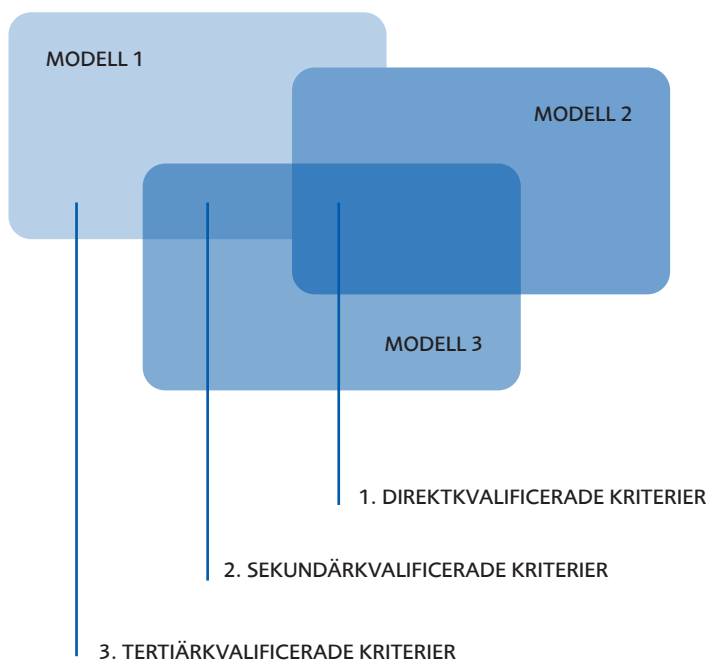 MODELL 1
MODELL 2
MODELL 3
1. DIREKTKVALIFICERADE KRITERIER
2. SEKUNDÄRKVALIFICERADE KRITERIER
3. TERTIÄRKVALIFICERADE KRITERIER